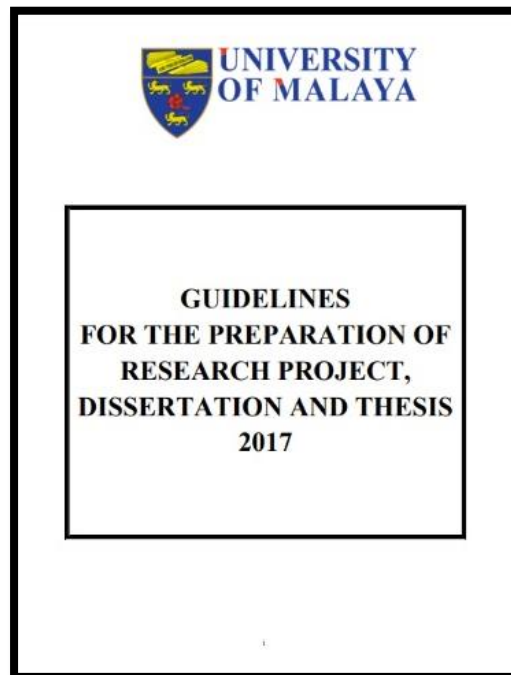 UNIVERSITY
OF MALAYA
GUIDELINES
FOR THE PREPARATION OF
RESEARCH PROJECT,
DISSERTATION AND THESIS
2017
i